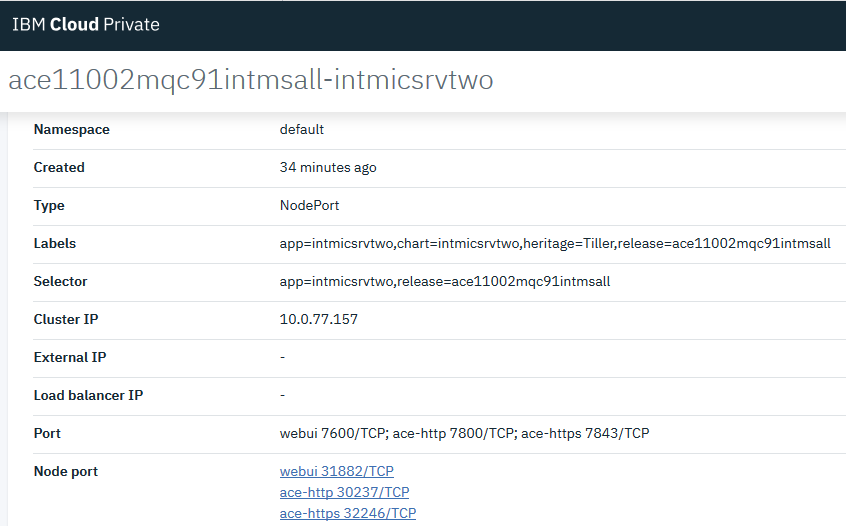 IBM Cloud Private
ace11002mqc91intmsall-intmicsrvtwo
Namespace default
Created 34 minutes ago
Type NodePort
Labels app=intmicsrvtwo,chart=intmicsrvtwo,heritage=Tiller,release=ace11002mqc91intmsall
Selector app=intmicsrvtwo,release=ace11002mqc91intmsall
Cluster IP 10.0.77.157
External IP -
Load balancer IP -
Port webui 7600/TCP; ace-http 7800/TCP; ace-https 7843/TCP
Node port webui 31882/TCP
ace-http 30237/TCP
ace-https 32246/TCP